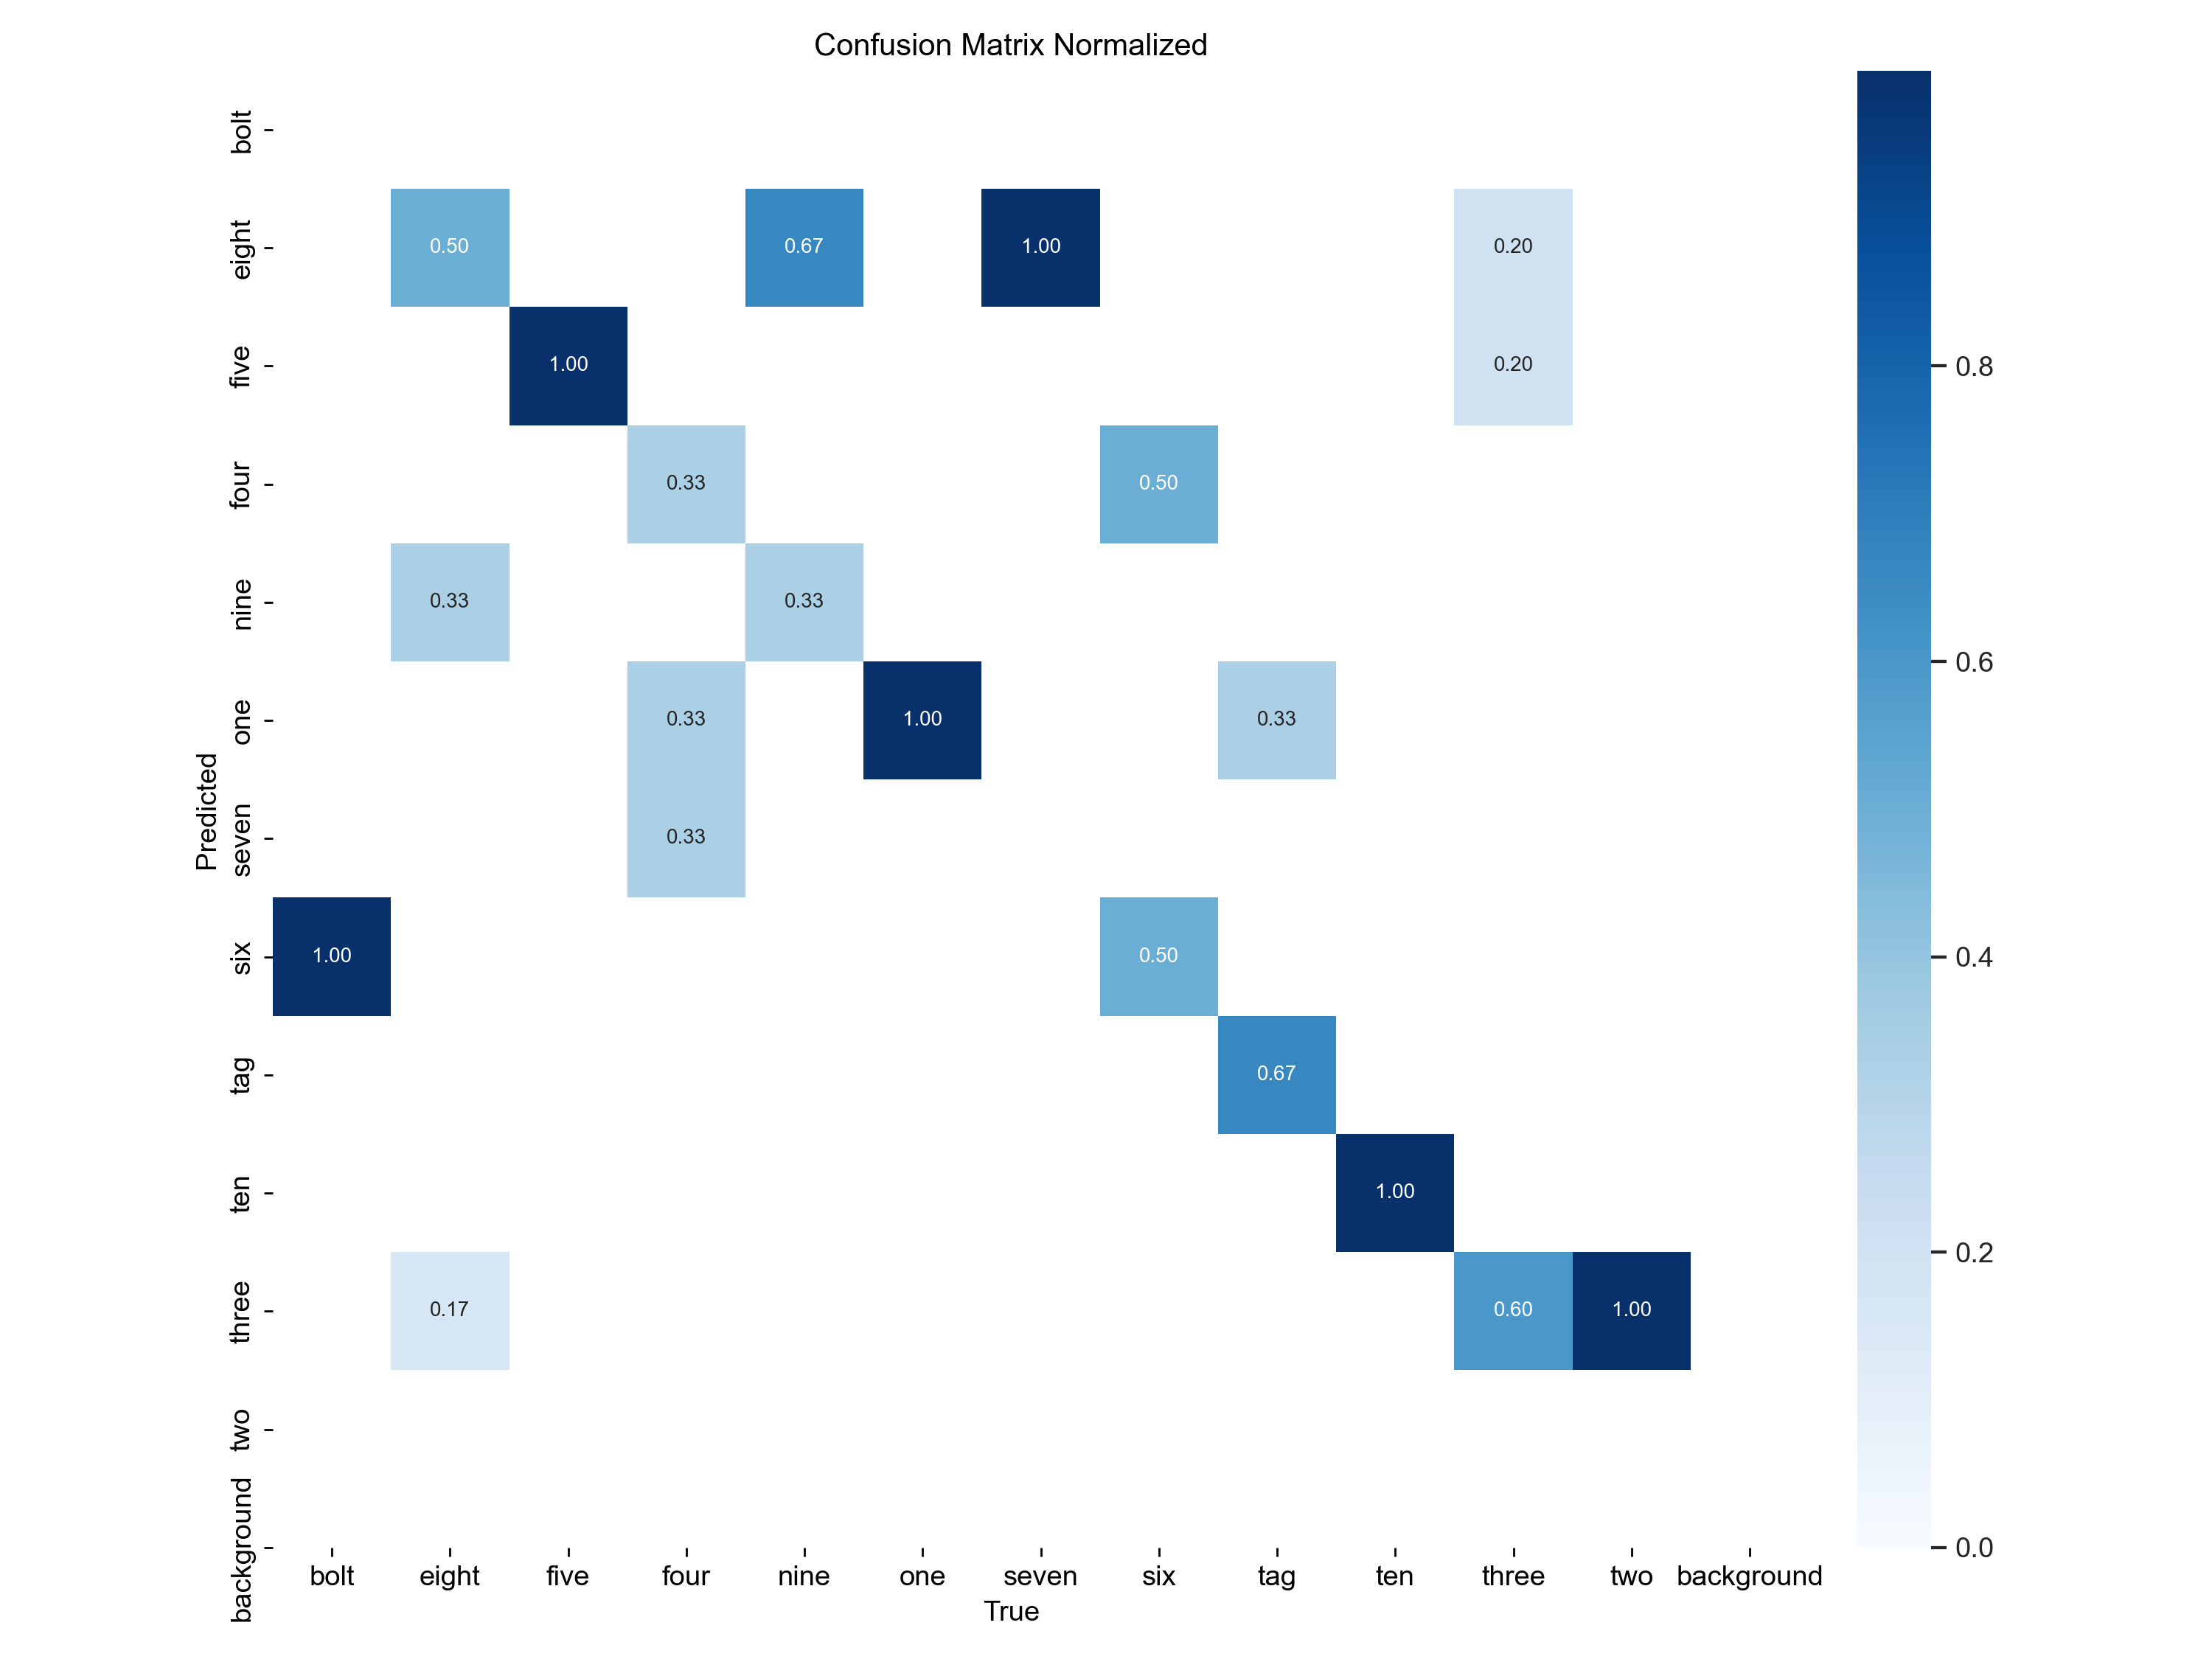 Confusion Matrix Normalized
bolt
eight 0.50 0.67 1.00 0.20
five 1.00 0.20
0.8
four 0.33 0.50
nine 0.33 0.33
0.6
one 0.33 1.00 0.33
Predicted
seven 0.33
six 1.00 0.50
0.4
tag 0.67
ten 1.00
0.2
three 0.17 0.60 1.00
two
background
0.0
bolt eight five four nine one seven six tag ten three two background
True